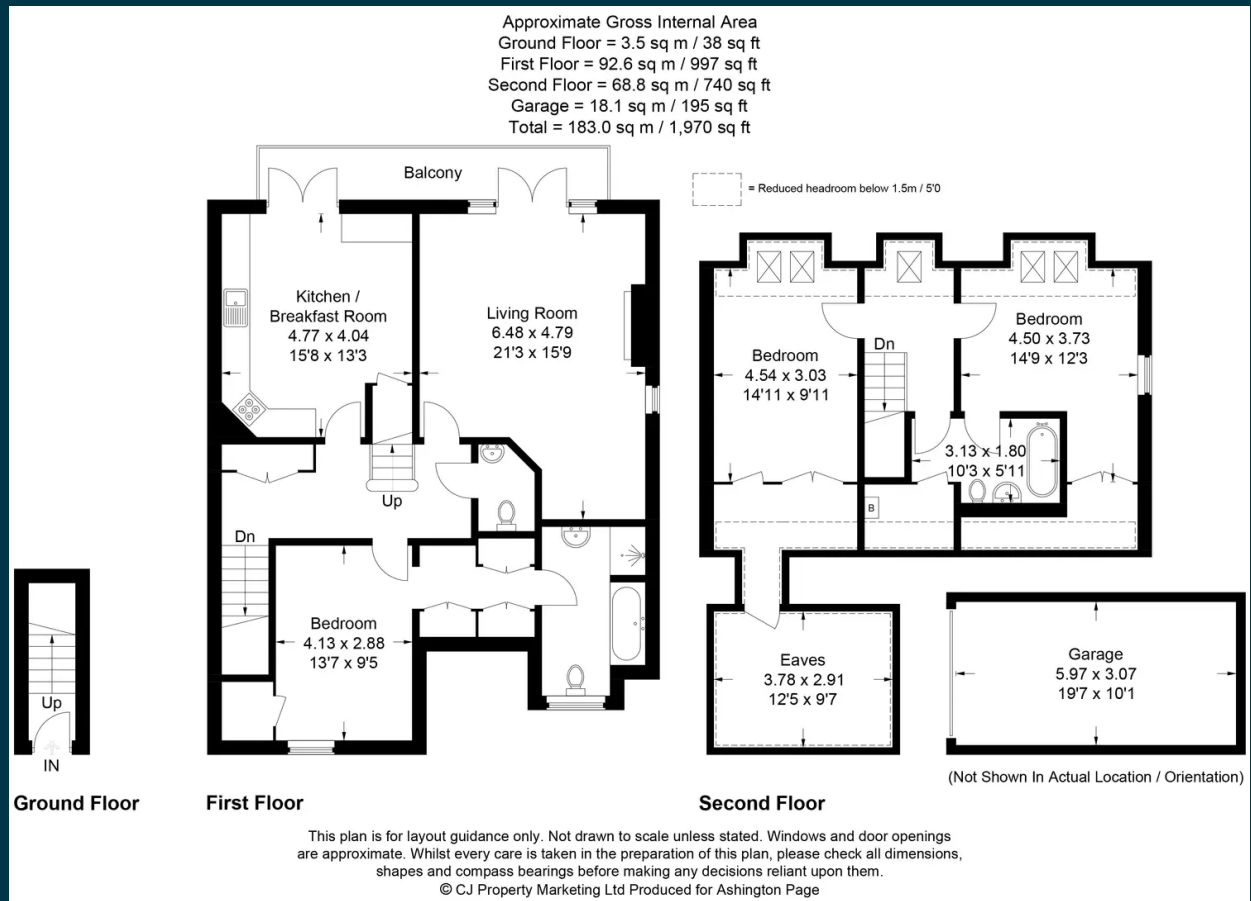 Approximate Gross Internal Area
Ground Floor = 3.5 sq m / 38 sq ft
First Floor = 92.6 sq m / 997 sq ft
Second Floor = 68.8 sq m / 740 sq ft
Garage = 18.1 sq m / 195 sq ft
Total = 183.0 sq m / 1,970 sq ft
Balcony
= Reduced headroom below 1.5m / 5'0
Kitchen /
Breakfast Room
4.77 x 4.04
15'8 x 13'3
Living Room
6.48 x 4.79
21'3 x 15'9
Up
Dn
Bedroom
4.13 x 2.88
13'7 x 9'5
Up
IN
Bedroom
4.54 x 3.03
14'11 x 9'11
Dn
Bedroom
4.50 x 3.73
14'9 x 12'3
3.13 x 1.80
10'3 x 5'11
B
Eaves
3.78 x 2.91
12'5 x 9'7
Garage
5.97 x 3.07
19'7 x 10'1
(Not Shown In Actual Location / Orientation)
Ground Floor
First Floor
Second Floor
This plan is for layout guidance only. Not drawn to scale unless stated. Windows and door openings
are approximate. Whilst every care is taken in the preparation of this plan, please check all dimensions,
shapes and compass bearings before making any decisions reliant upon them.
© CJ Property Marketing Ltd Produced for Ashington Page